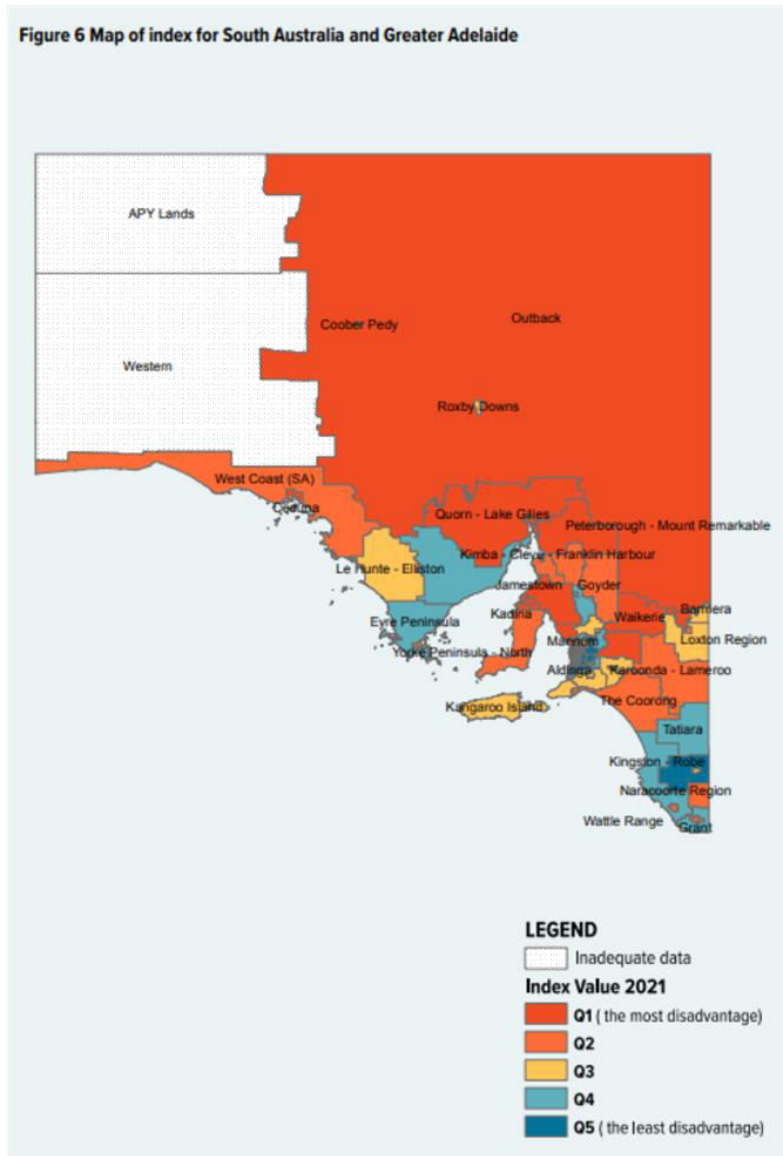 Figure 6 Map of index for South Australia and Greater Adelaide
APY Lands
Outback
Coober Pedy
Western
Roxby Downs
West Coast (SA)
Ceduna
Quorn - Lake Gilles
Peterborough - Mount Remarkable
Kimba - Cleve - Franklin Harbour
Le Hunte - Elliston
Jamestown
Goyder
Kadina
Barmera
Waikerie
Eyre Peninsula
Mannum
Loxton Region
Yorke Peninsula - North
Aldinga
Karoonda - Lameroo
The Coorong
Kangaroo Island
Tatiara
Kingston - Robe
Naracoorte Region
Wattle Range
Grant
LEGEND
Inadequate data
Index Value 2021
Q1 ( the most disadvantage)
Q2
Q3
Q4
Q5 ( the least disadvantage)